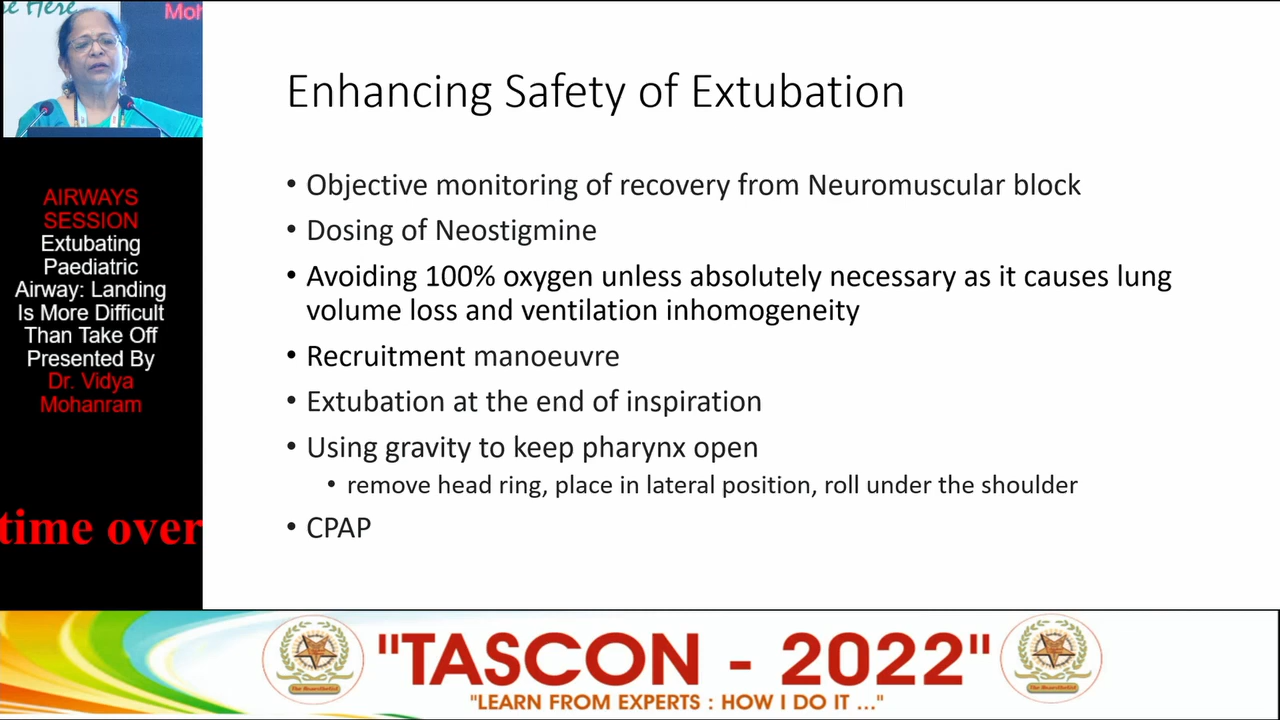 e Here
Moh
AIRWAYS
SESSION
Extubating
Paediatric
Airway: Landing
Is More Difficult
Than Take Off
Presented By
Dr. Vidya
Mohanram
time over
Enhancing Safety of Extubation
• Objective monitoring of recovery from Neuromuscular block
• Dosing of Neostigmine
• Avoiding 100% oxygen unless absolutely necessary as it causes lung
volume loss and ventilation inhomogeneity
• Recruitment manoeuvre
• Extubation at the end of inspiration
• Using gravity to keep pharynx open
• remove head ring, place in lateral position, roll under the shoulder
• CPAP
"TASCON - 2022"
"LEARN FROM EXPERTS : HOW I DO IT ..."